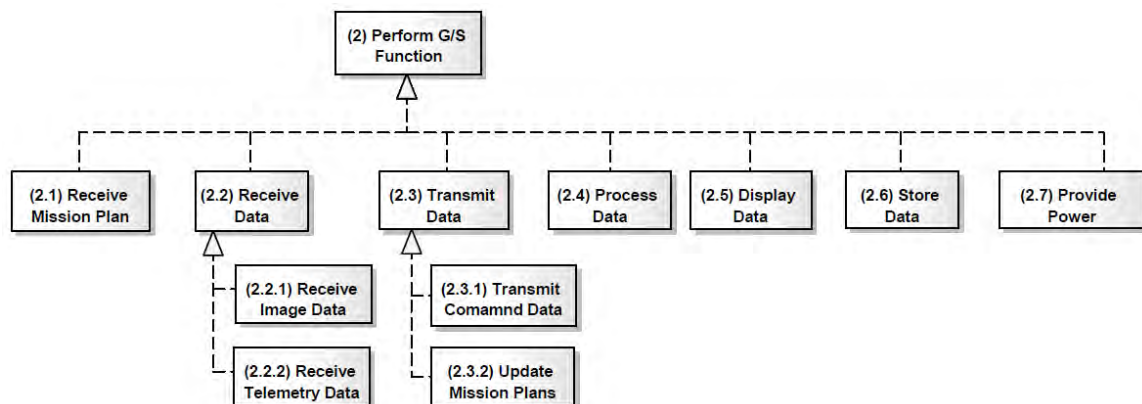 (2) Perform G/S
Function
(2.1) Receive
Mission Plan
(2.2) Receive
Data
(2.3) Transmit
Data
(2.4) Process
Data
(2.5) Display
Data
(2.6) Store
Data
(2.7) Provide
Power
(2.2.1) Receive
Image Data
(2.3.1) Transmit
Comamnd Data
(2.2.2) Receive
Telemetry Data
(2.3.2) Update
Mission Plans